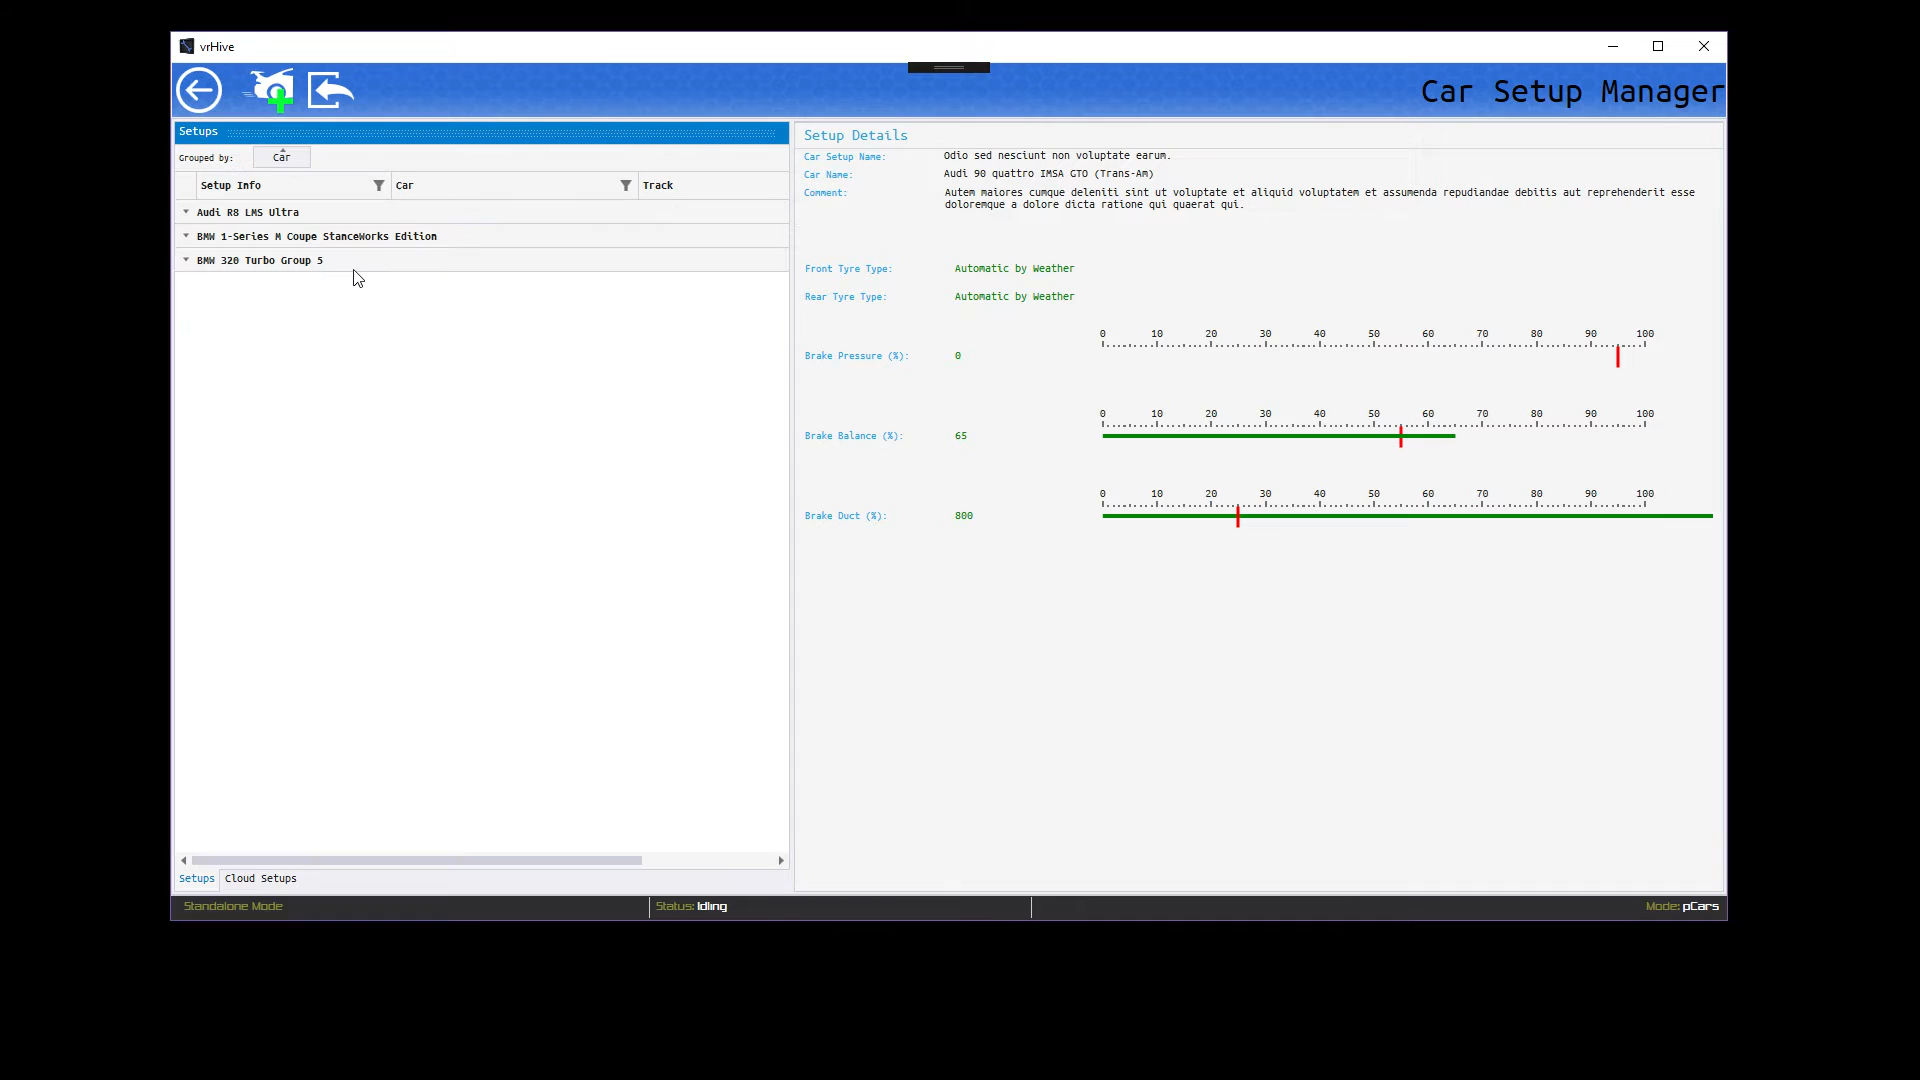 vrHive
Car Setup Manager
Setups
Grouped by: Car
Setup Info Car Track
Audi R8 LMS Ultra
BMW 1-Series M Coupe StanceWorks Edition
BMW 320 Turbo Group 5
Setups Cloud Setups
Setup Details
Car Setup Name: Odio sed nesciunt non voluptate earum.
Car Name: Audi 90 quattro IMSA GTO (Trans-Am)
Comment: Autem maiores cumque deleniti sint ut voluptate et aliquid voluptatem et assumenda repudiandae debitis aut reprehenderit esse
doloremque a dolore dicta ratione qui quaerat qui.
Front Tyre Type: Automatic by Weather
Rear Tyre Type: Automatic by Weather
0 10 20 30 40 50 60 70 80 90 100
Brake Pressure (%): 0
0 10 20 30 40 50 60 70 80 90 100
Brake Balance (%): 65
0 10 20 30 40 50 60 70 80 90 100
Brake Duct (%): 800
Standalone Mode Status: Idling Mode: pCars